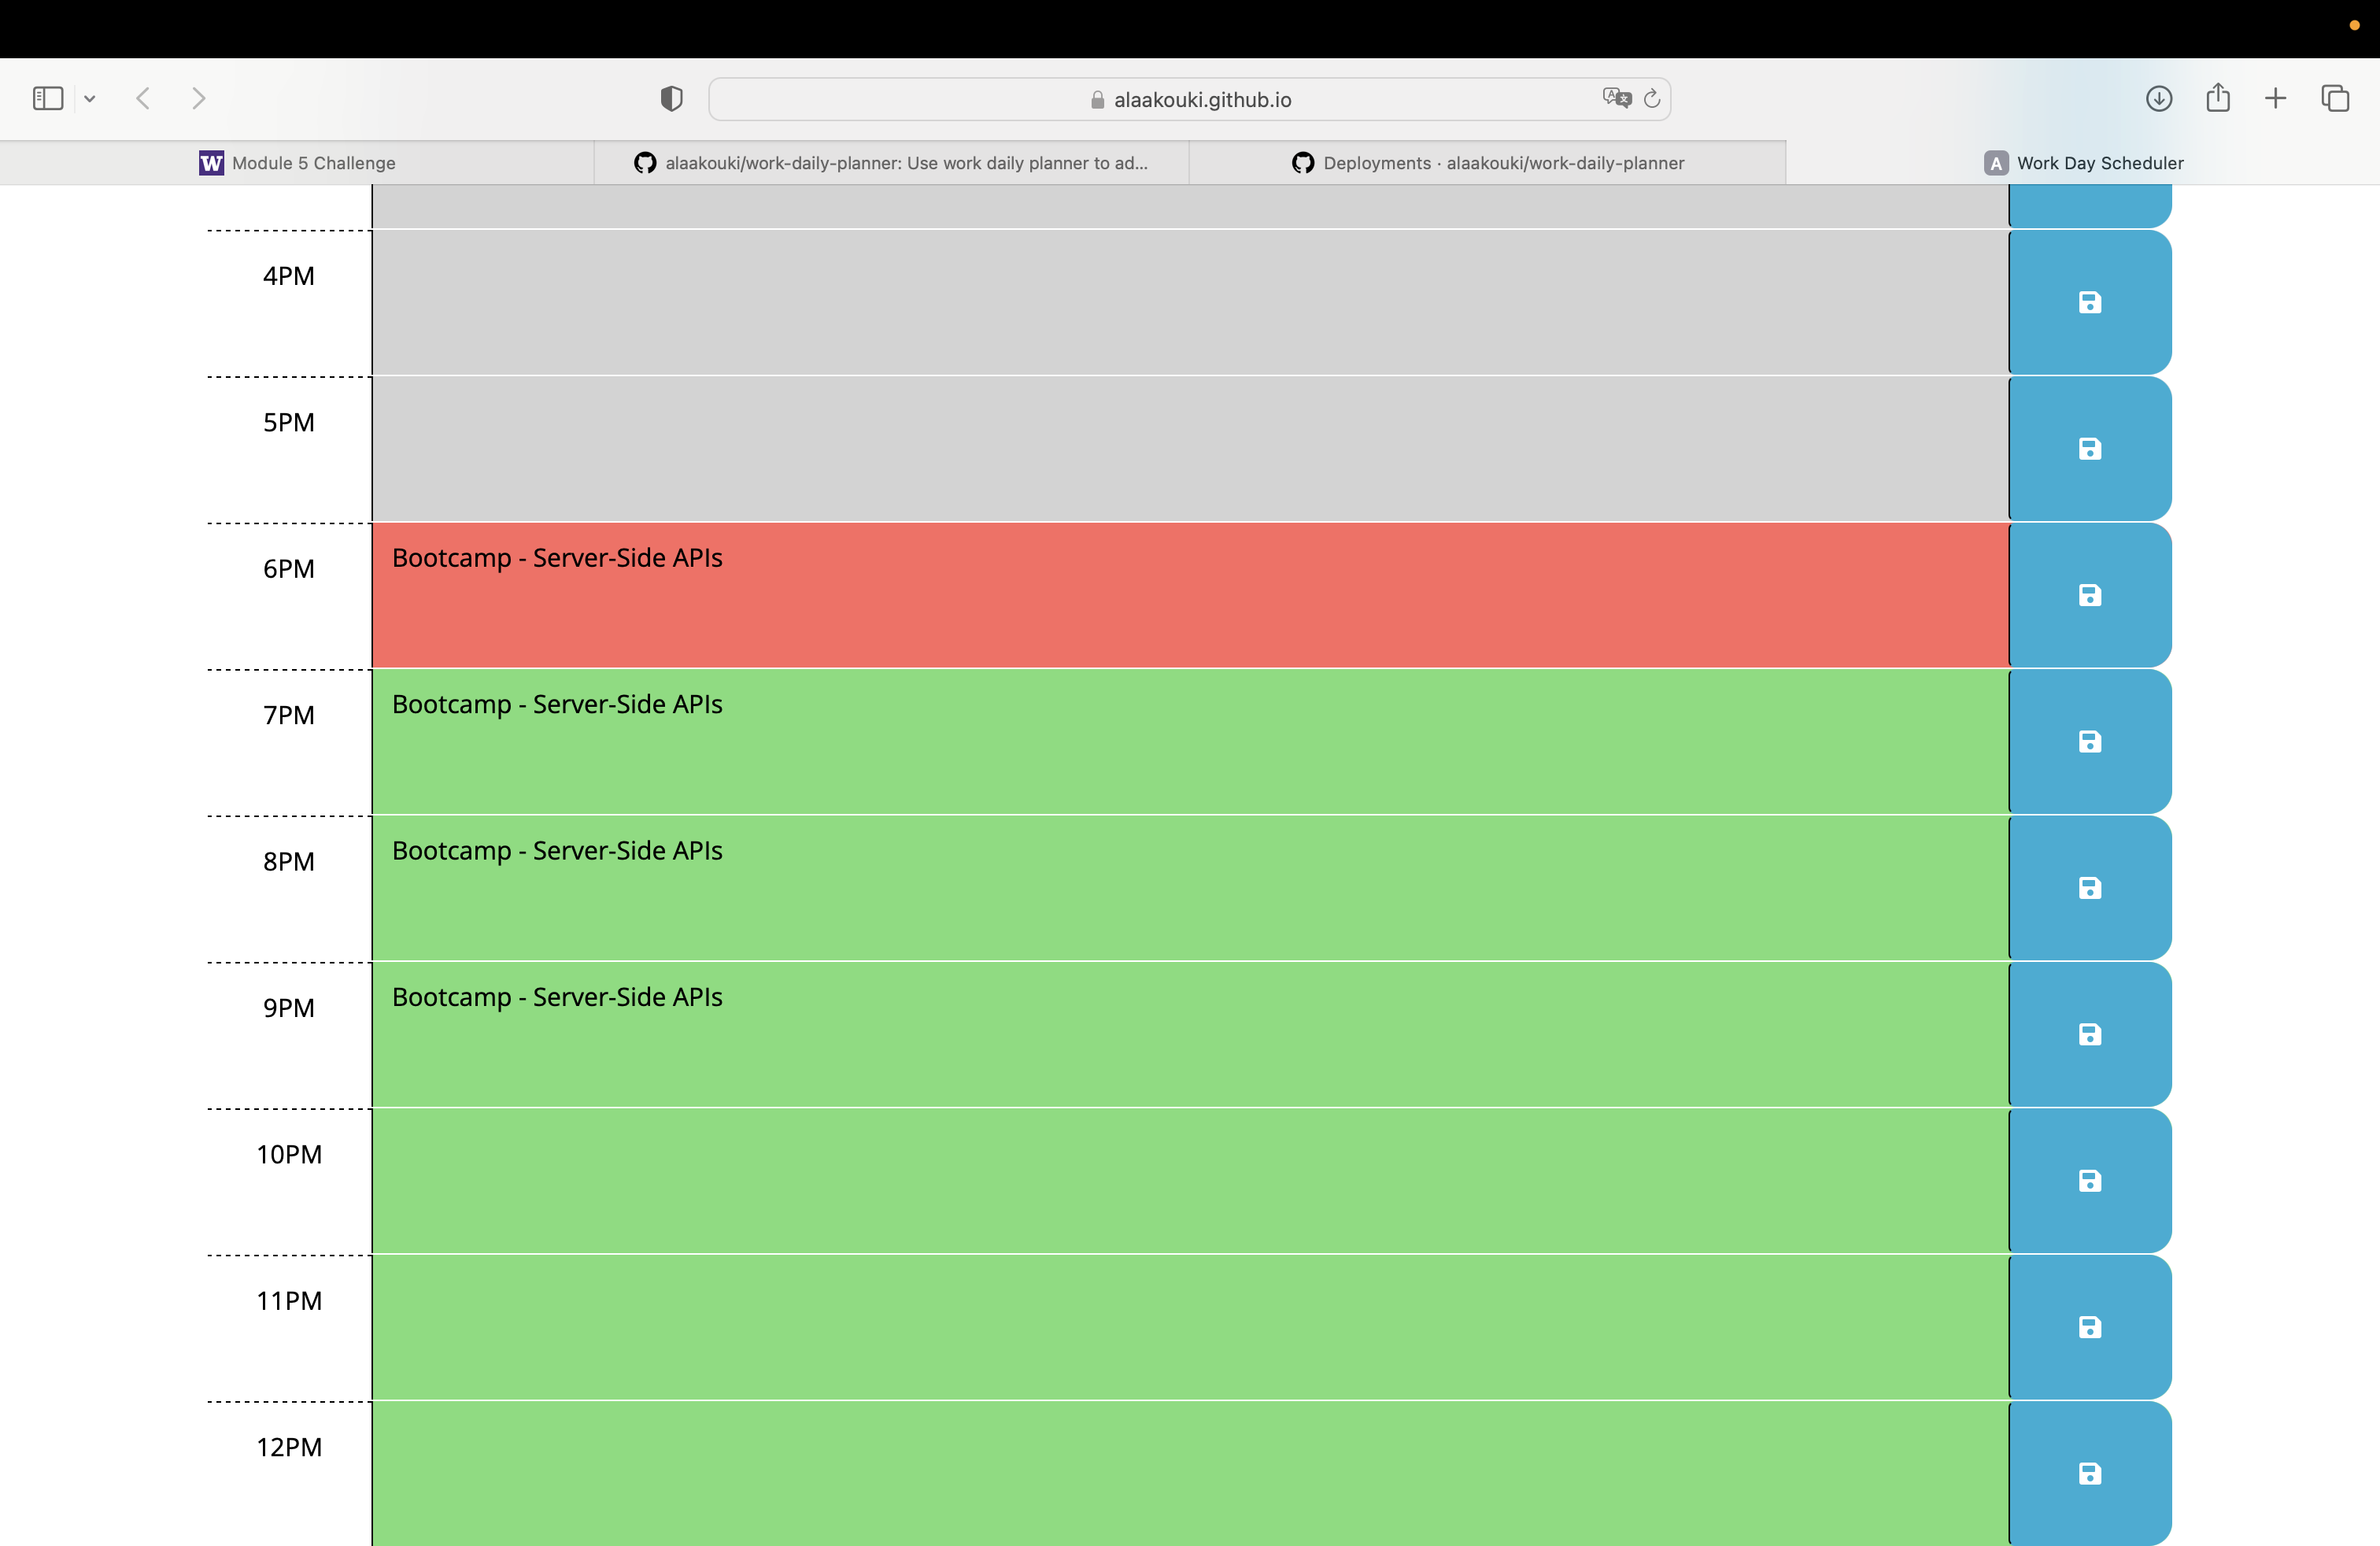 alaakouki.github.io
W Module 5 Challenge
alaakouki/work-daily-planner: Use work daily planner to ad...
Deployments · alaakouki/work-daily-planner
A Work Day Scheduler
4PM
5PM
6PM
Bootcamp - Server-Side APIs
7PM
Bootcamp - Server-Side APIs
8PM
Bootcamp - Server-Side APIs
9PM
Bootcamp - Server-Side APIs
10PM
11PM
12PM